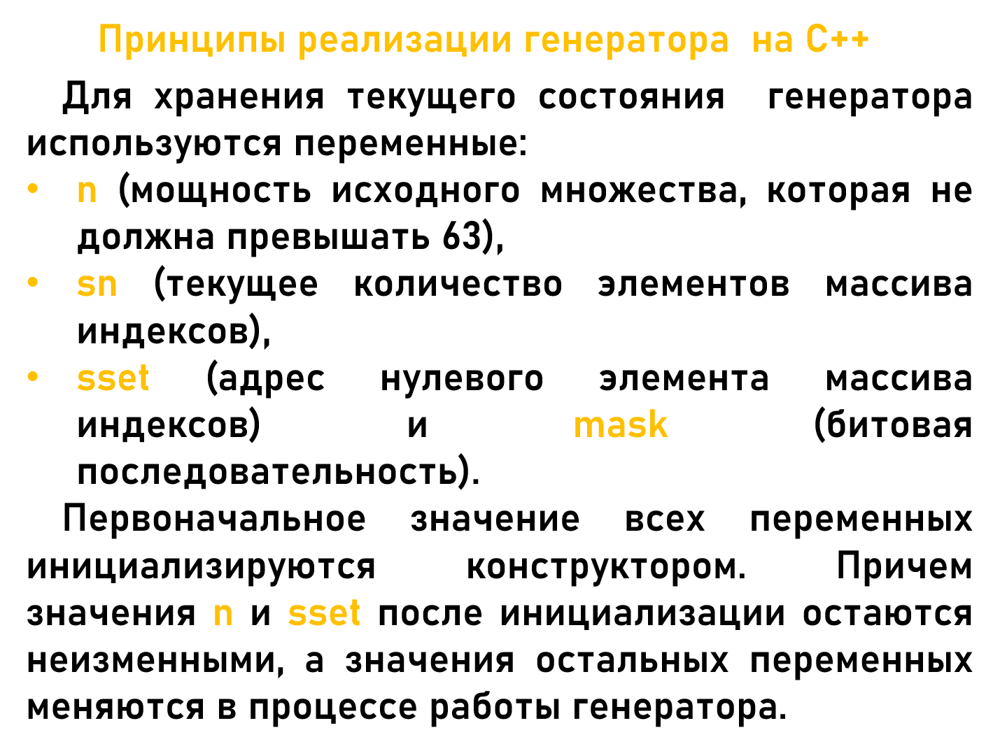 Принципы реализации генератора на C++
Для хранения текущего состояния генератора
используются переменные:
• n (мощность исходного множества, которая не
должна превышать 63),
• sn (текущее количество элементов массива
индексов),
• sset (адрес нулевого элемента массива
индексов) и mask (битовая
последовательность).
Первоначальное значение всех переменных
инициализируются конструктором. Причем
значения n и sset после инициализации остаются
неизменными, а значения остальных переменных
меняются в процессе работы генератора.